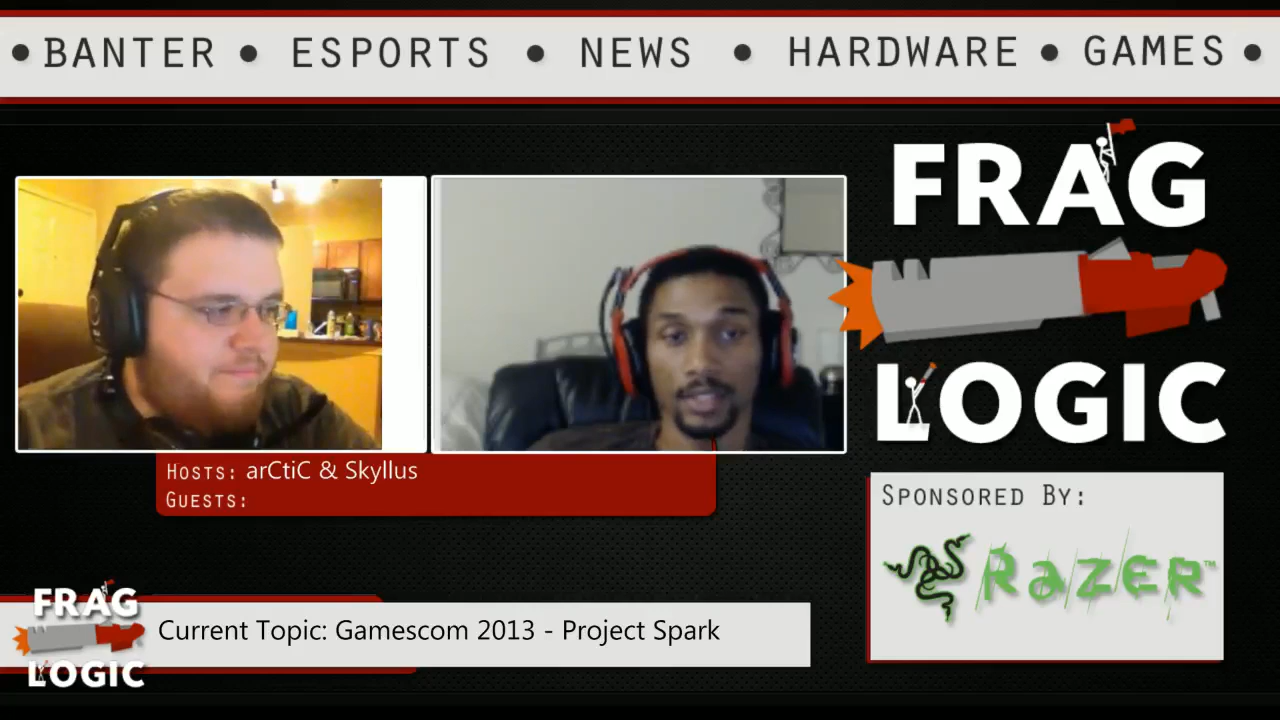 • BANTER • ESPORTS • NEWS • HARDWARE • GAMES •
FRAG
LOGIC
HOSTS: arCtiC & Skyllus
GUESTS:
SPONSORED BY:
RAZER™
FRAG
LOGIC
Current Topic: Gamescom 2013 - Project Spark